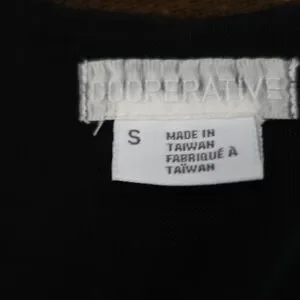 COOPERATIVE
S
MADE IN
TAIWAN
FABRIQUÉ À
TAÏWAN